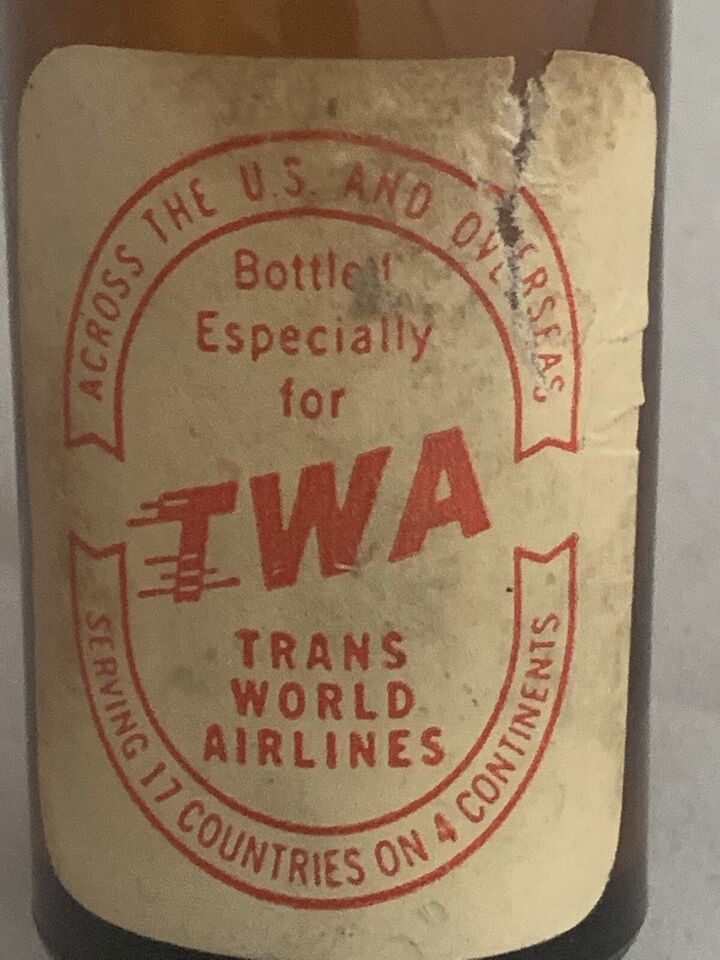 ACROSS THE U.S. AND OVERSEAS
Bottled
Especially
for
TWA
TRANS
WORLD
AIRLINES
SERVING 17 COUNTRIES ON 4 CONTINENTS